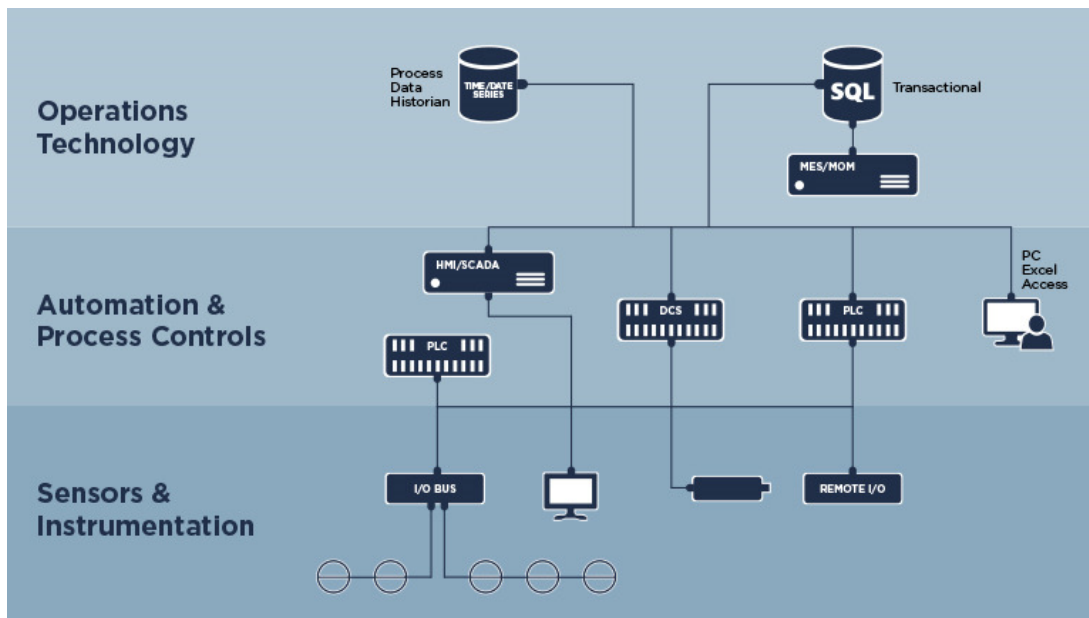 Operations
Technology
Process
Data
Historian
TIME/DATE
SERIES
SQL
Transactional
MES/MOM
Automation &
Process Controls
HMI/SCADA
PLC
DCS
PLC
PC
Excel
Access
Sensors &
Instrumentation
I/O BUS
REMOTE I/O